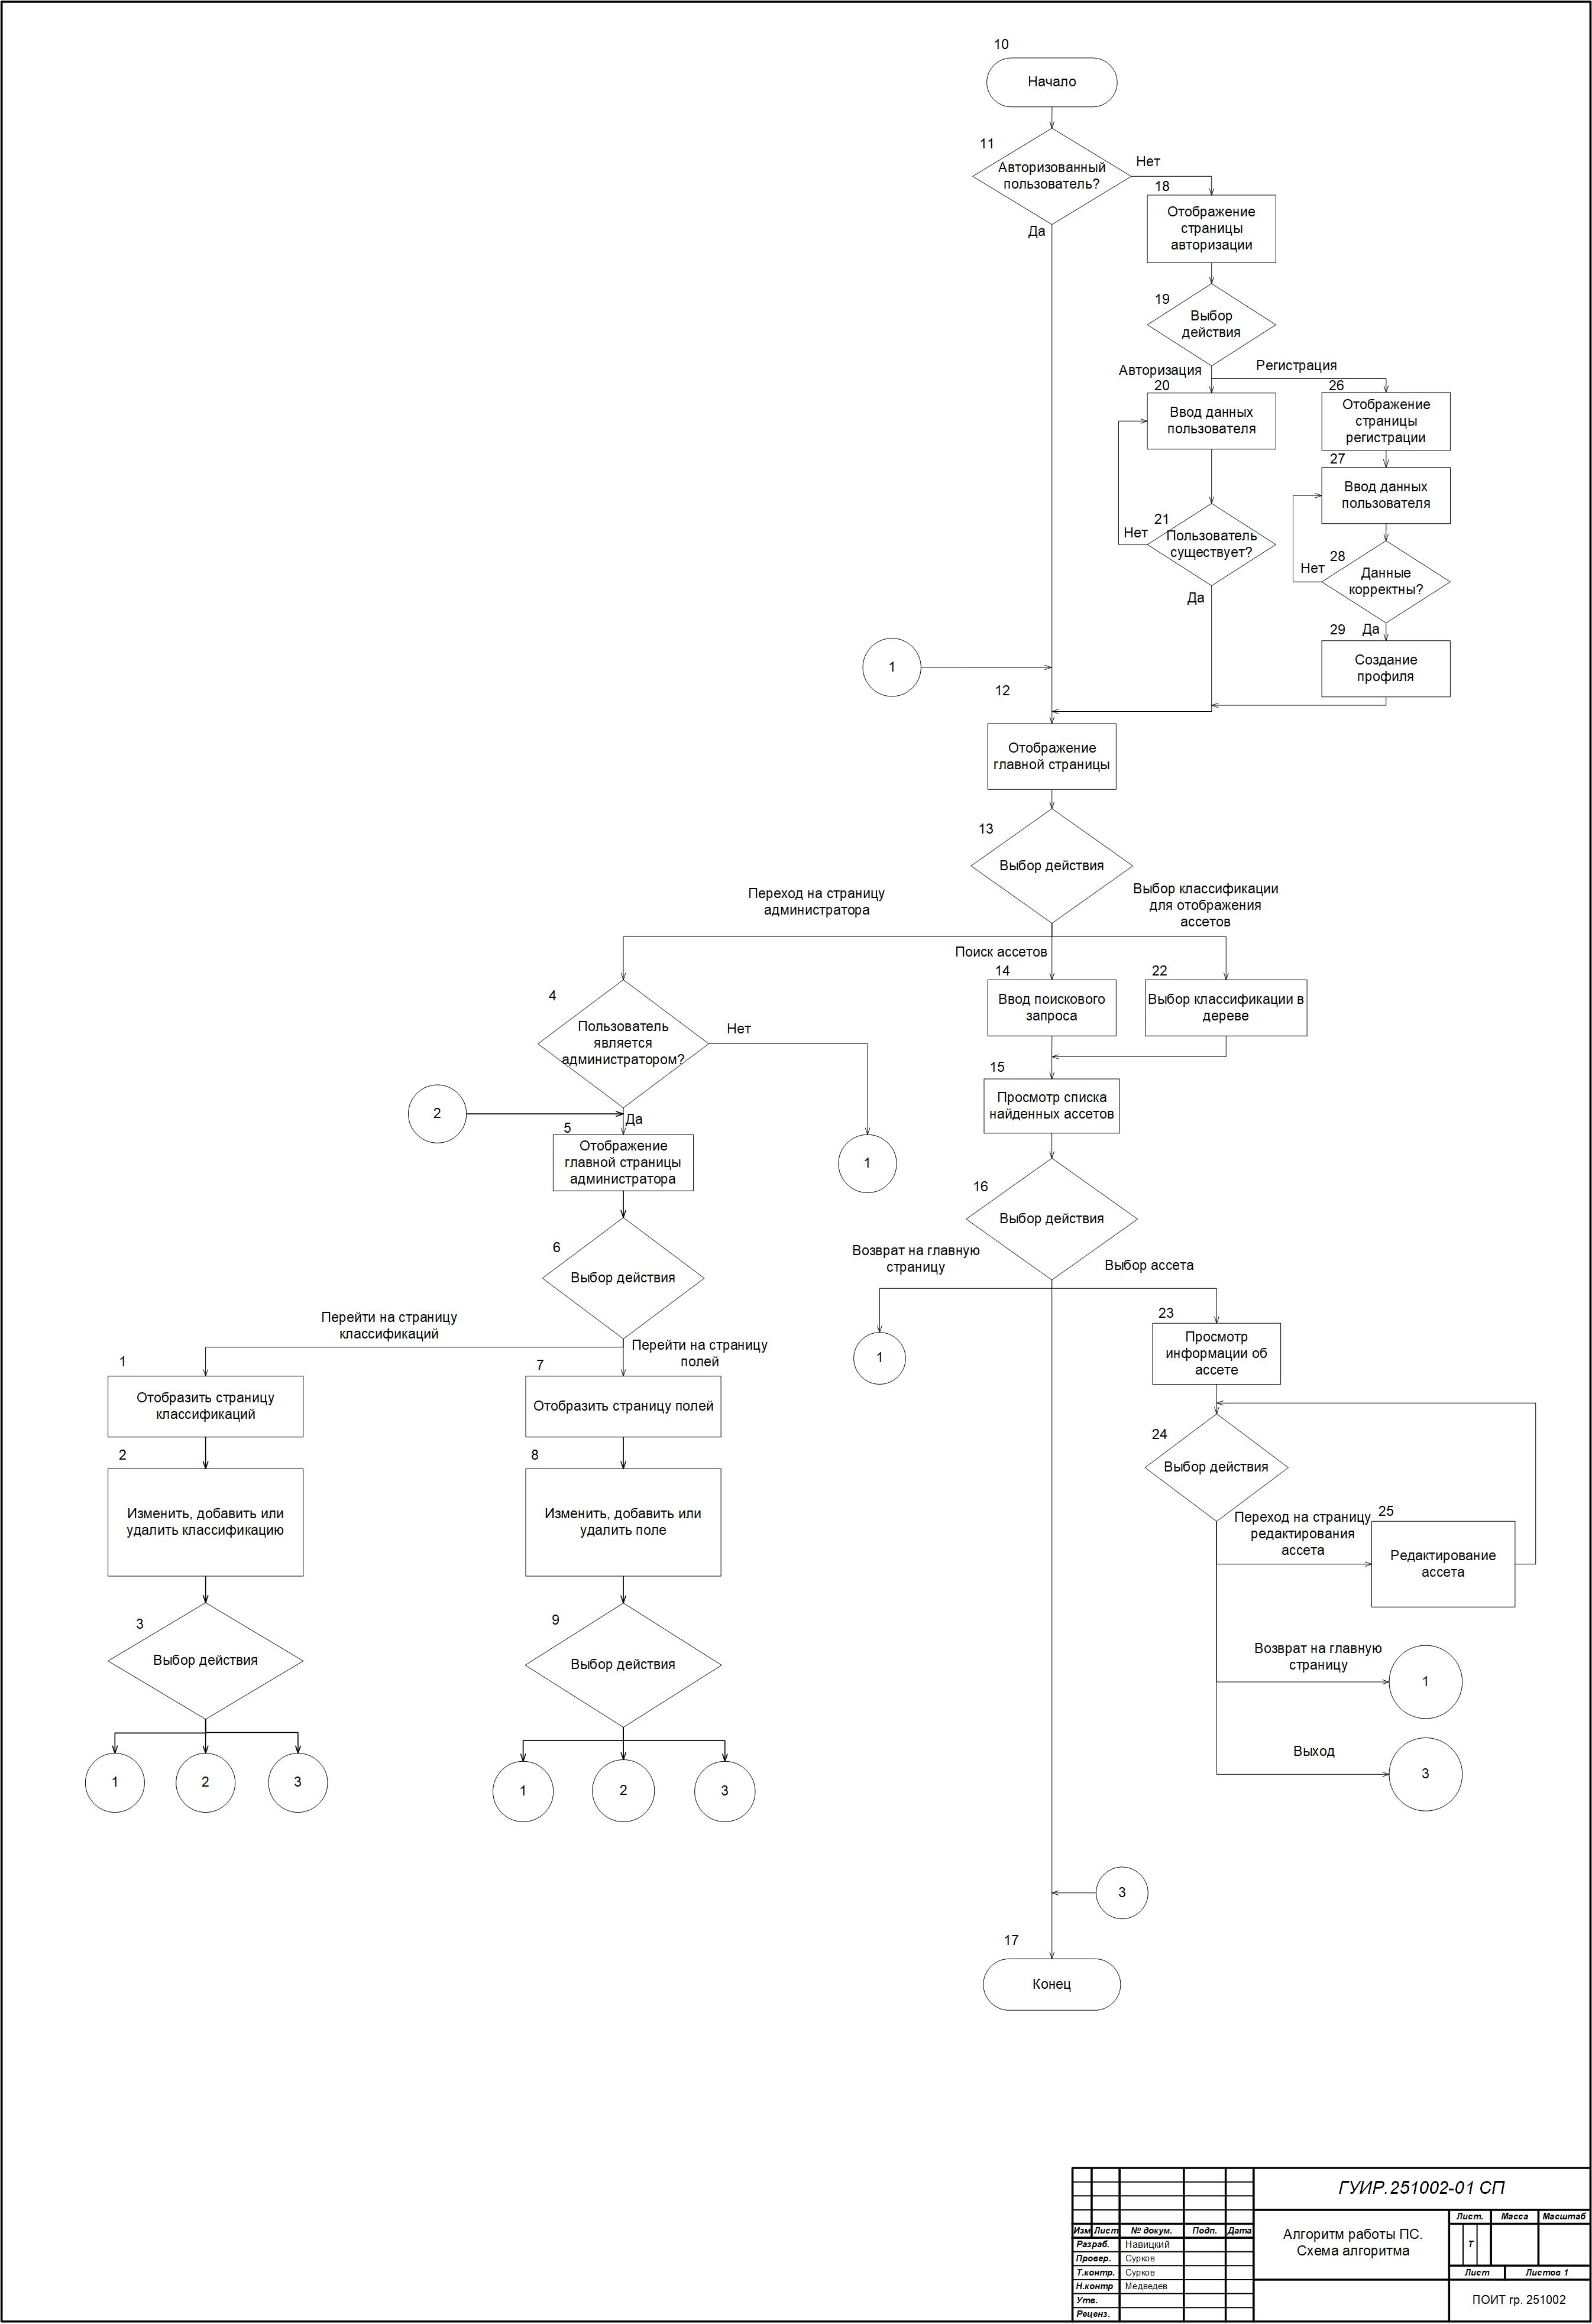 10
Начало
11
Авторизованный
пользователь?
Нет
Да
18
Отображение
страницы
авторизации
19
Выбор
действия
Авторизация
Регистрация
20
Ввод данных
пользователя
26
Отображение
страницы
регистрации
27
Ввод данных
пользователя
21
Пользователь
существует?
Нет
Да
28
Данные
корректны?
Нет
Да
29
Создание
профиля
1
12
Отображение
главной страницы
13
Выбор действия
Переход на страницу
администратора
Поиск ассетов
Выбор классификации
для отображения
ассетов
4
Пользователь
является
администратором?
Нет
Да
14
Ввод поискового
запроса
22
Выбор классификации в
дереве
15
Просмотр списка
найденных ассетов
2
5
Отображение
главной страницы
администратора
1
16
Выбор действия
6
Выбор действия
Возврат на главную
страницу
Выбор ассета
1
23
Просмотр
информации об
ассете
Перейти на страницу
классификаций
Перейти на страницу
полей
1
Отобразить страницу
классификаций
7
Отобразить страницу полей
2
Изменить, добавить или
удалить классификацию
8
Изменить, добавить или
удалить поле
24
Выбор действия
Переход на страницу
редактирования
ассета
25
Редактирование
ассета
3
Выбор действия
9
Выбор действия
Возврат на главную
страницу
1
Выход
3
1
2
3
1
2
3
3
17
Конец
ГУИР.251002-01 СП
Изм Лист № докум. Подп. Дата
Разраб. Навицкий
Провер. Сурков
Т.контр. Сурков
Н.контр Медведев
Утв.
Реценз.
Алгоритм работы ПС.
Схема алгоритма
Лист. Масса Масштаб
Т
Лист Листов 1
ПОИТ гр. 251002